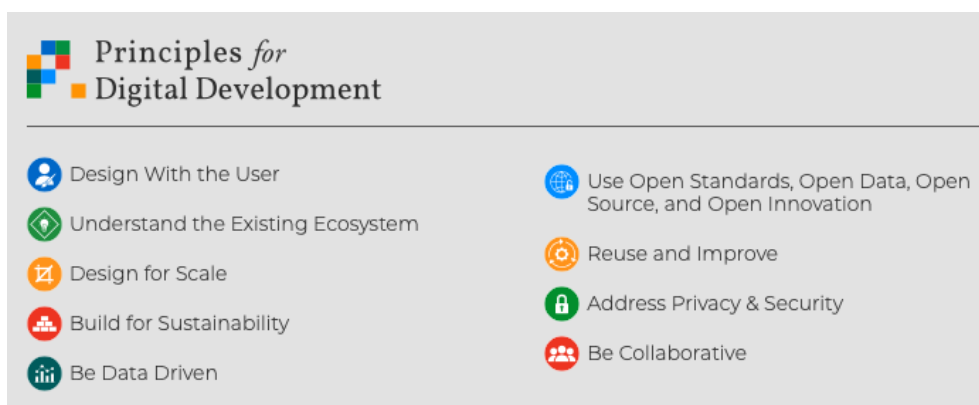 Principles for
Digital Development
Design With the User
Understand the Existing Ecosystem
Design for Scale
Build for Sustainability
Be Data Driven
Use Open Standards, Open Data, Open
Source, and Open Innovation
Reuse and Improve
Address Privacy & Security
Be Collaborative